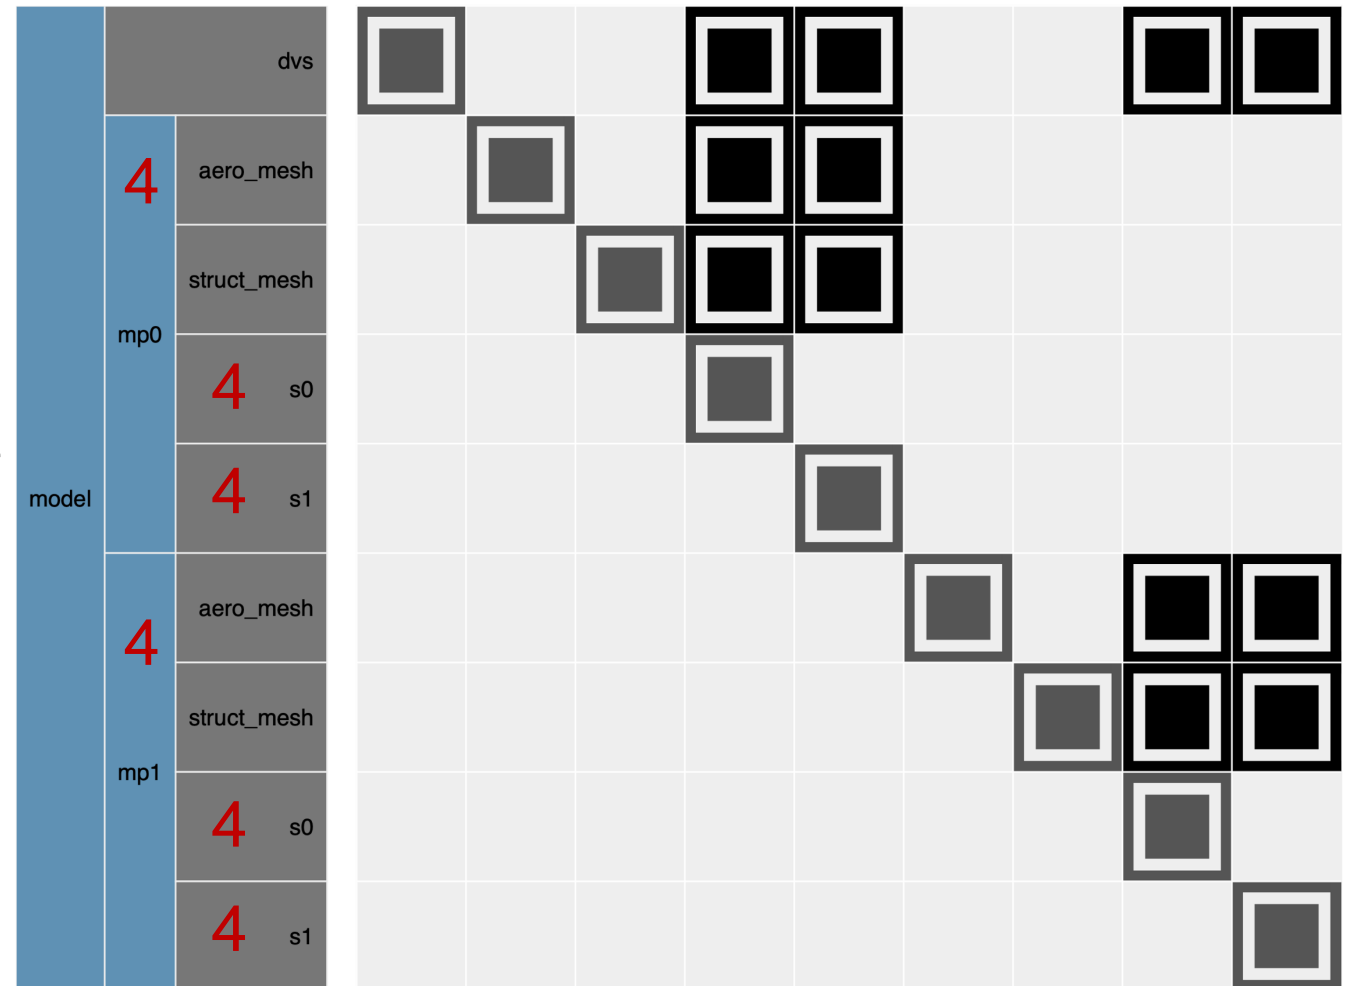 dvs
4
aero_mesh
struct_mesh
mp0
4 s0
model
4 s1
aero_mesh
4
struct_mesh
mp1
4 s0
4 s1